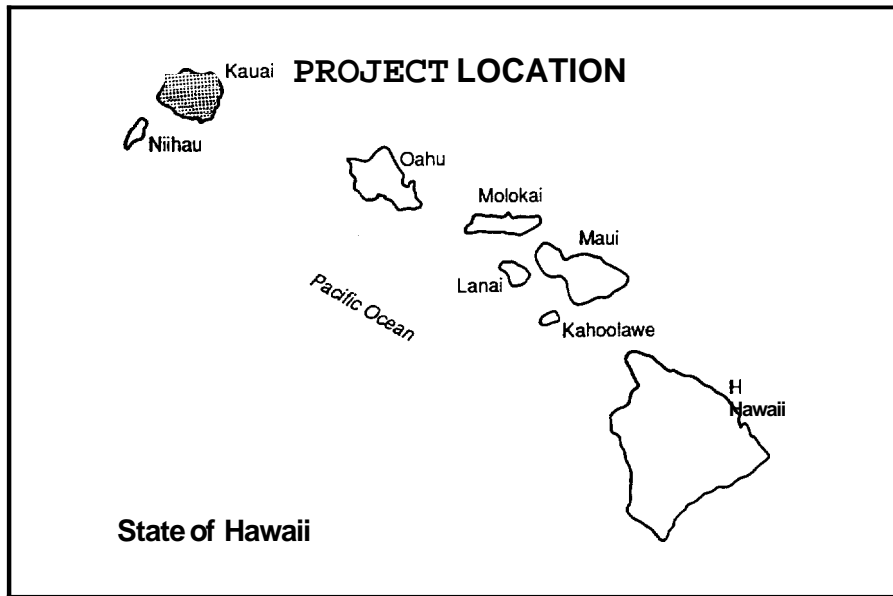 Kauai
PROJECT LOCATION
Niihau
Oahu
Molokai
Maui
Lanai
Pacific Ocean
Kahoolawe
H
Hawaii
State of Hawaii